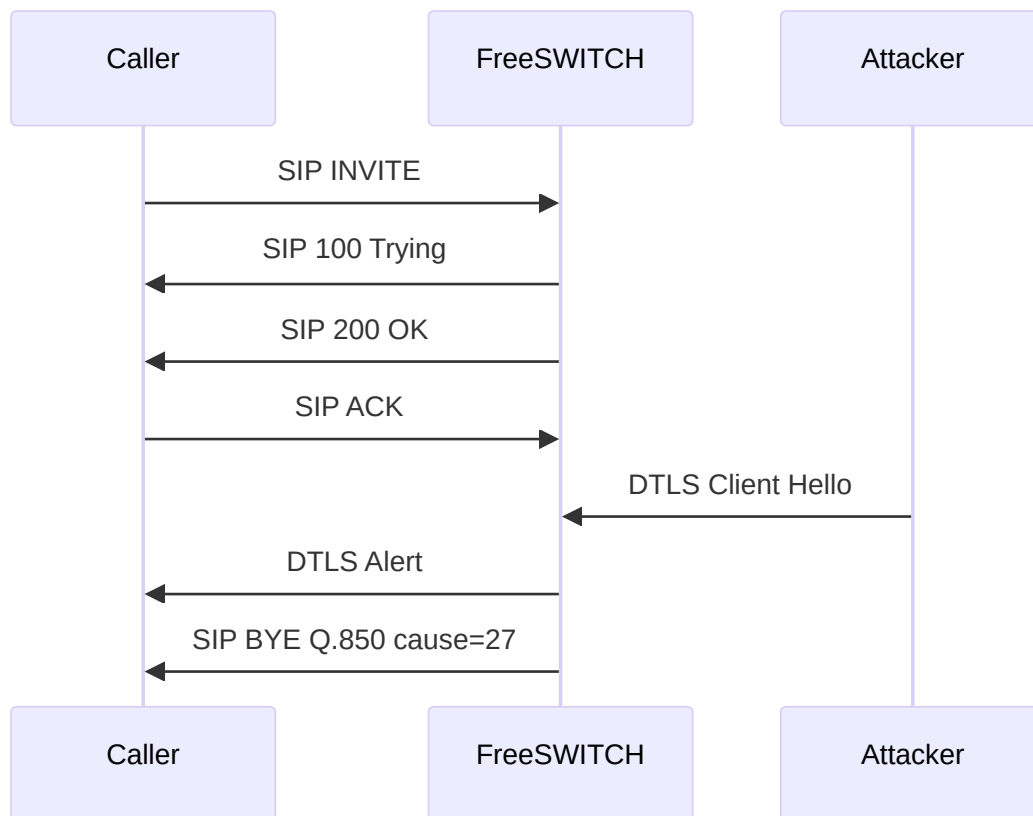 Caller
FreeSWITCH
Attacker
SIP INVITE
SIP 100 Trying
SIP 200 OK
SIP ACK
DTLS Client Hello
DTLS Alert
SIP BYE Q.850 cause=27
Caller
FreeSWITCH
Attacker